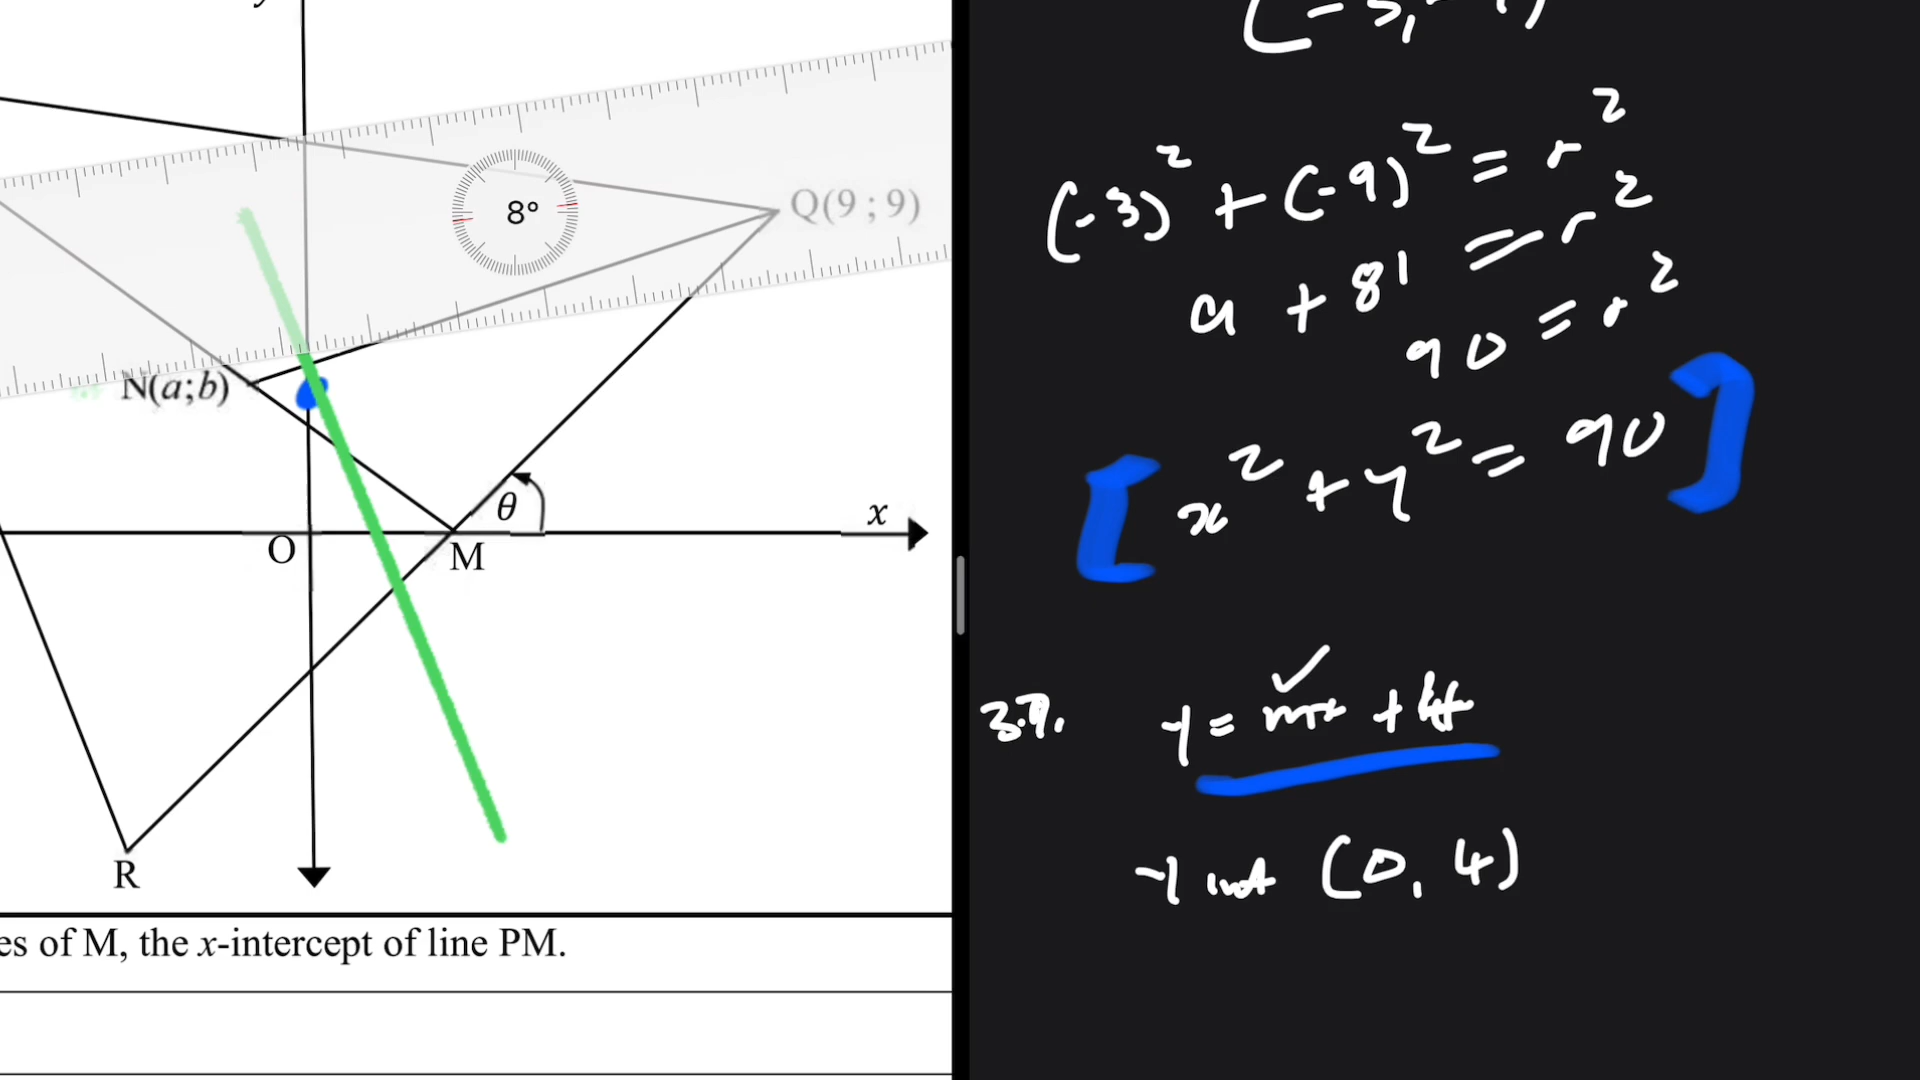 8°
Q(9 ; 9)
N(a;b)
θ
x
O
M
R
es of M, the x-intercept of line PM.
(-3)² + (-9)² = r²
9 + 81 = r²
90 = r²
[ x² + y² = 90 ]
3.7. y = mx +
y int (0, 4)